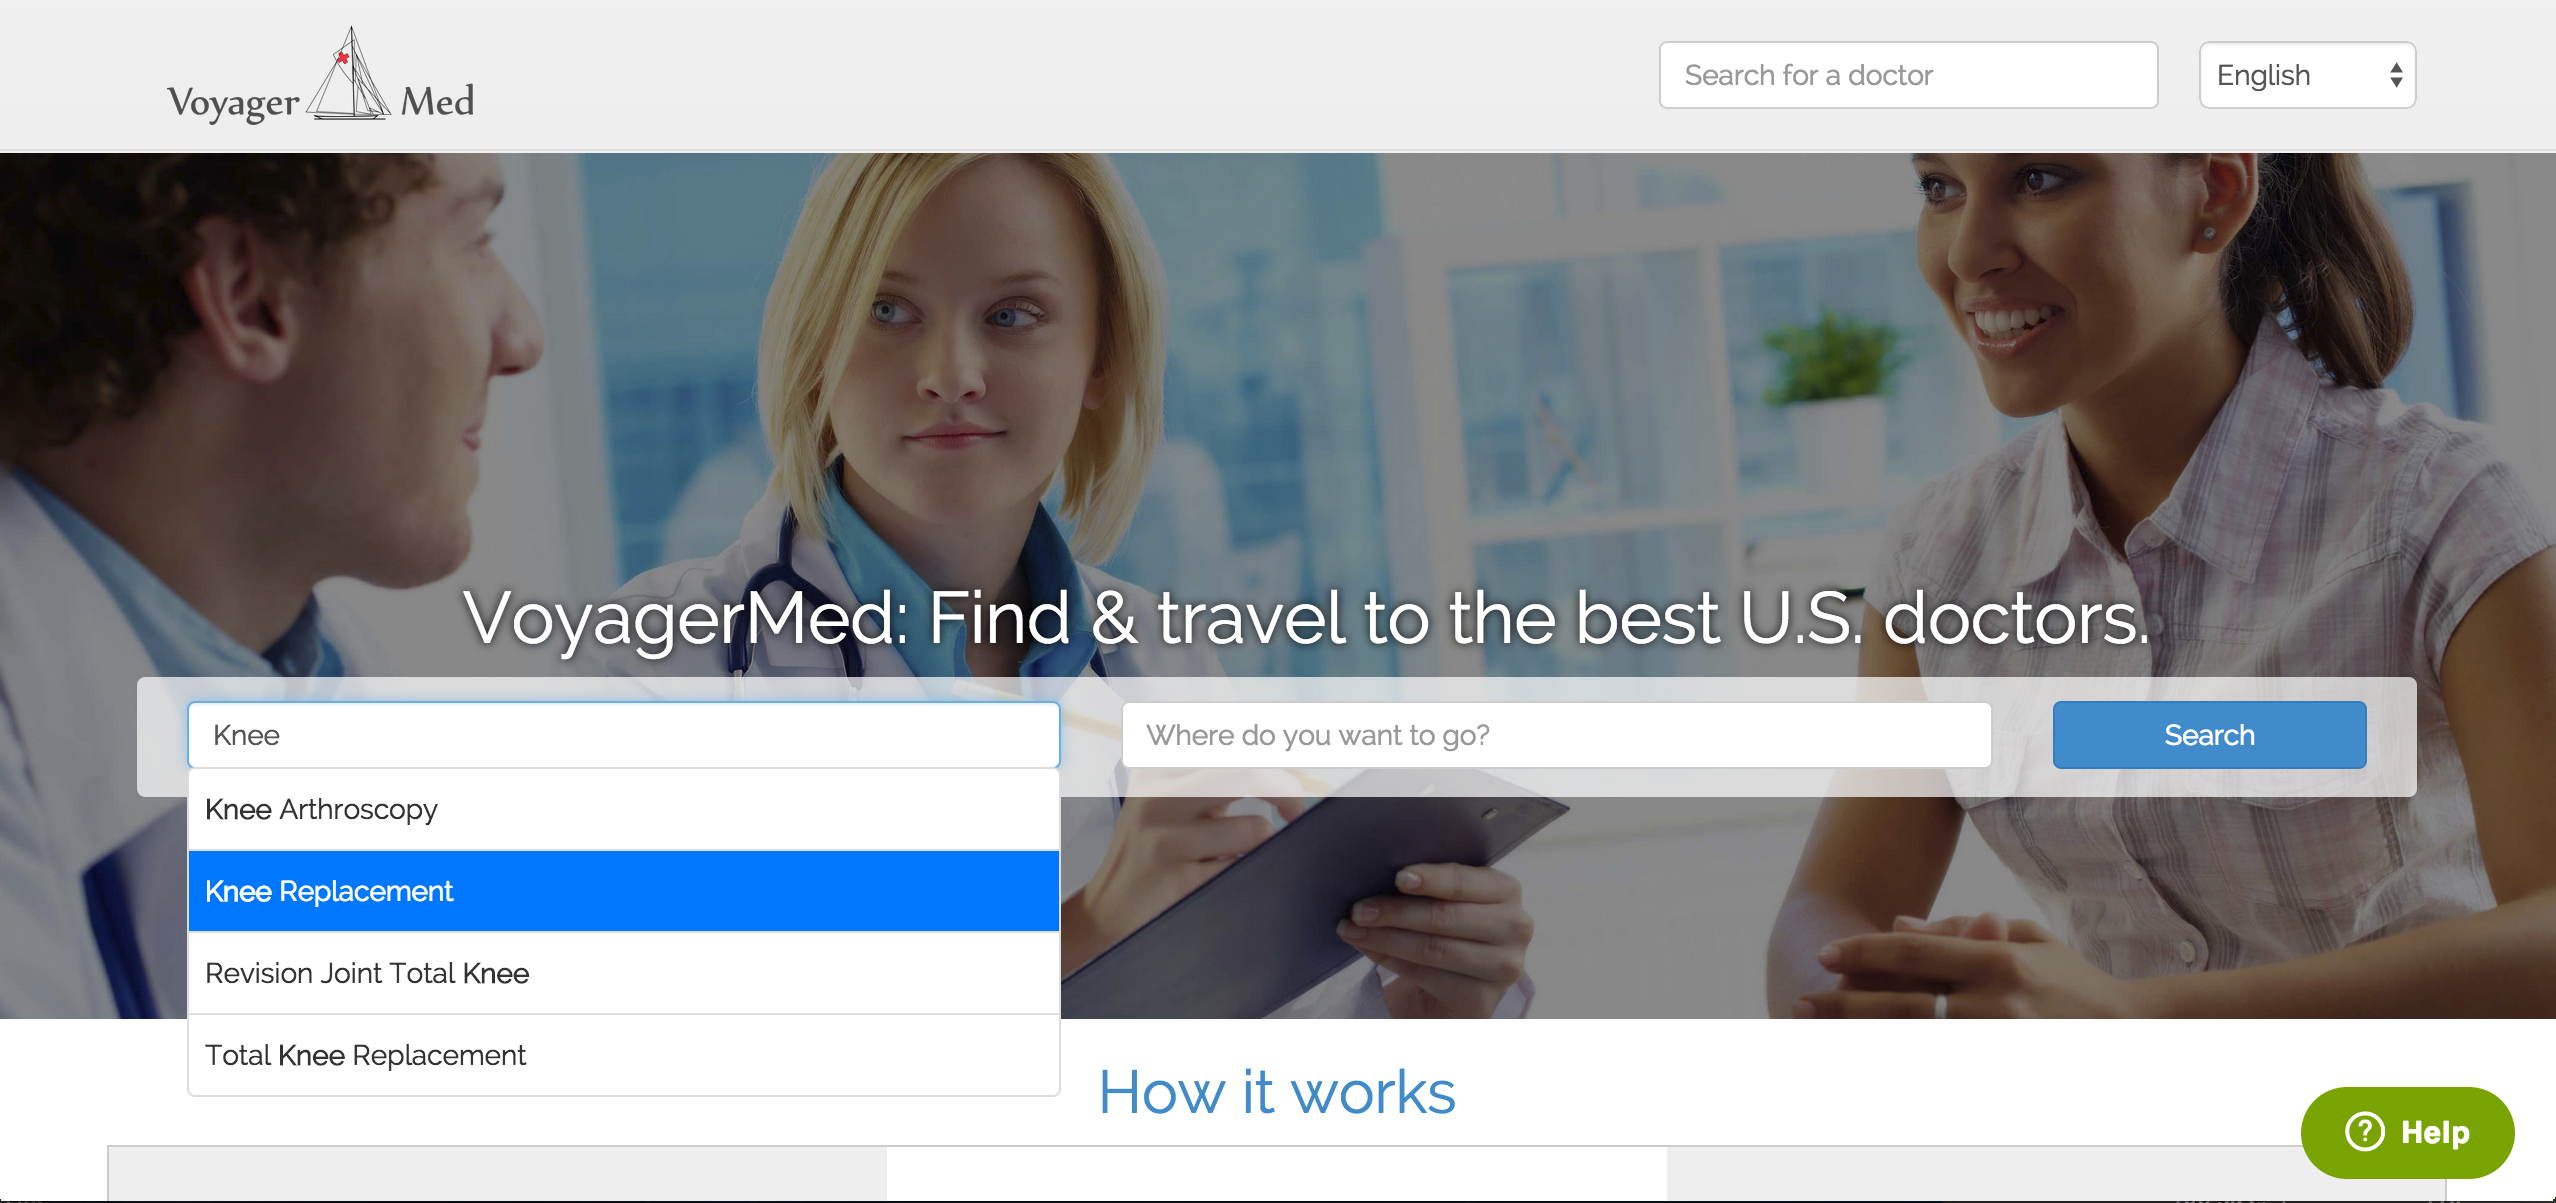 Voyager Med
Search for a doctor
English
VoyagerMed: Find & travel to the best U.S. doctors.
Knee
Where do you want to go?
Search
Knee Arthroscopy
Knee Replacement
Revision Joint Total Knee
Total Knee Replacement
How it works
? Help